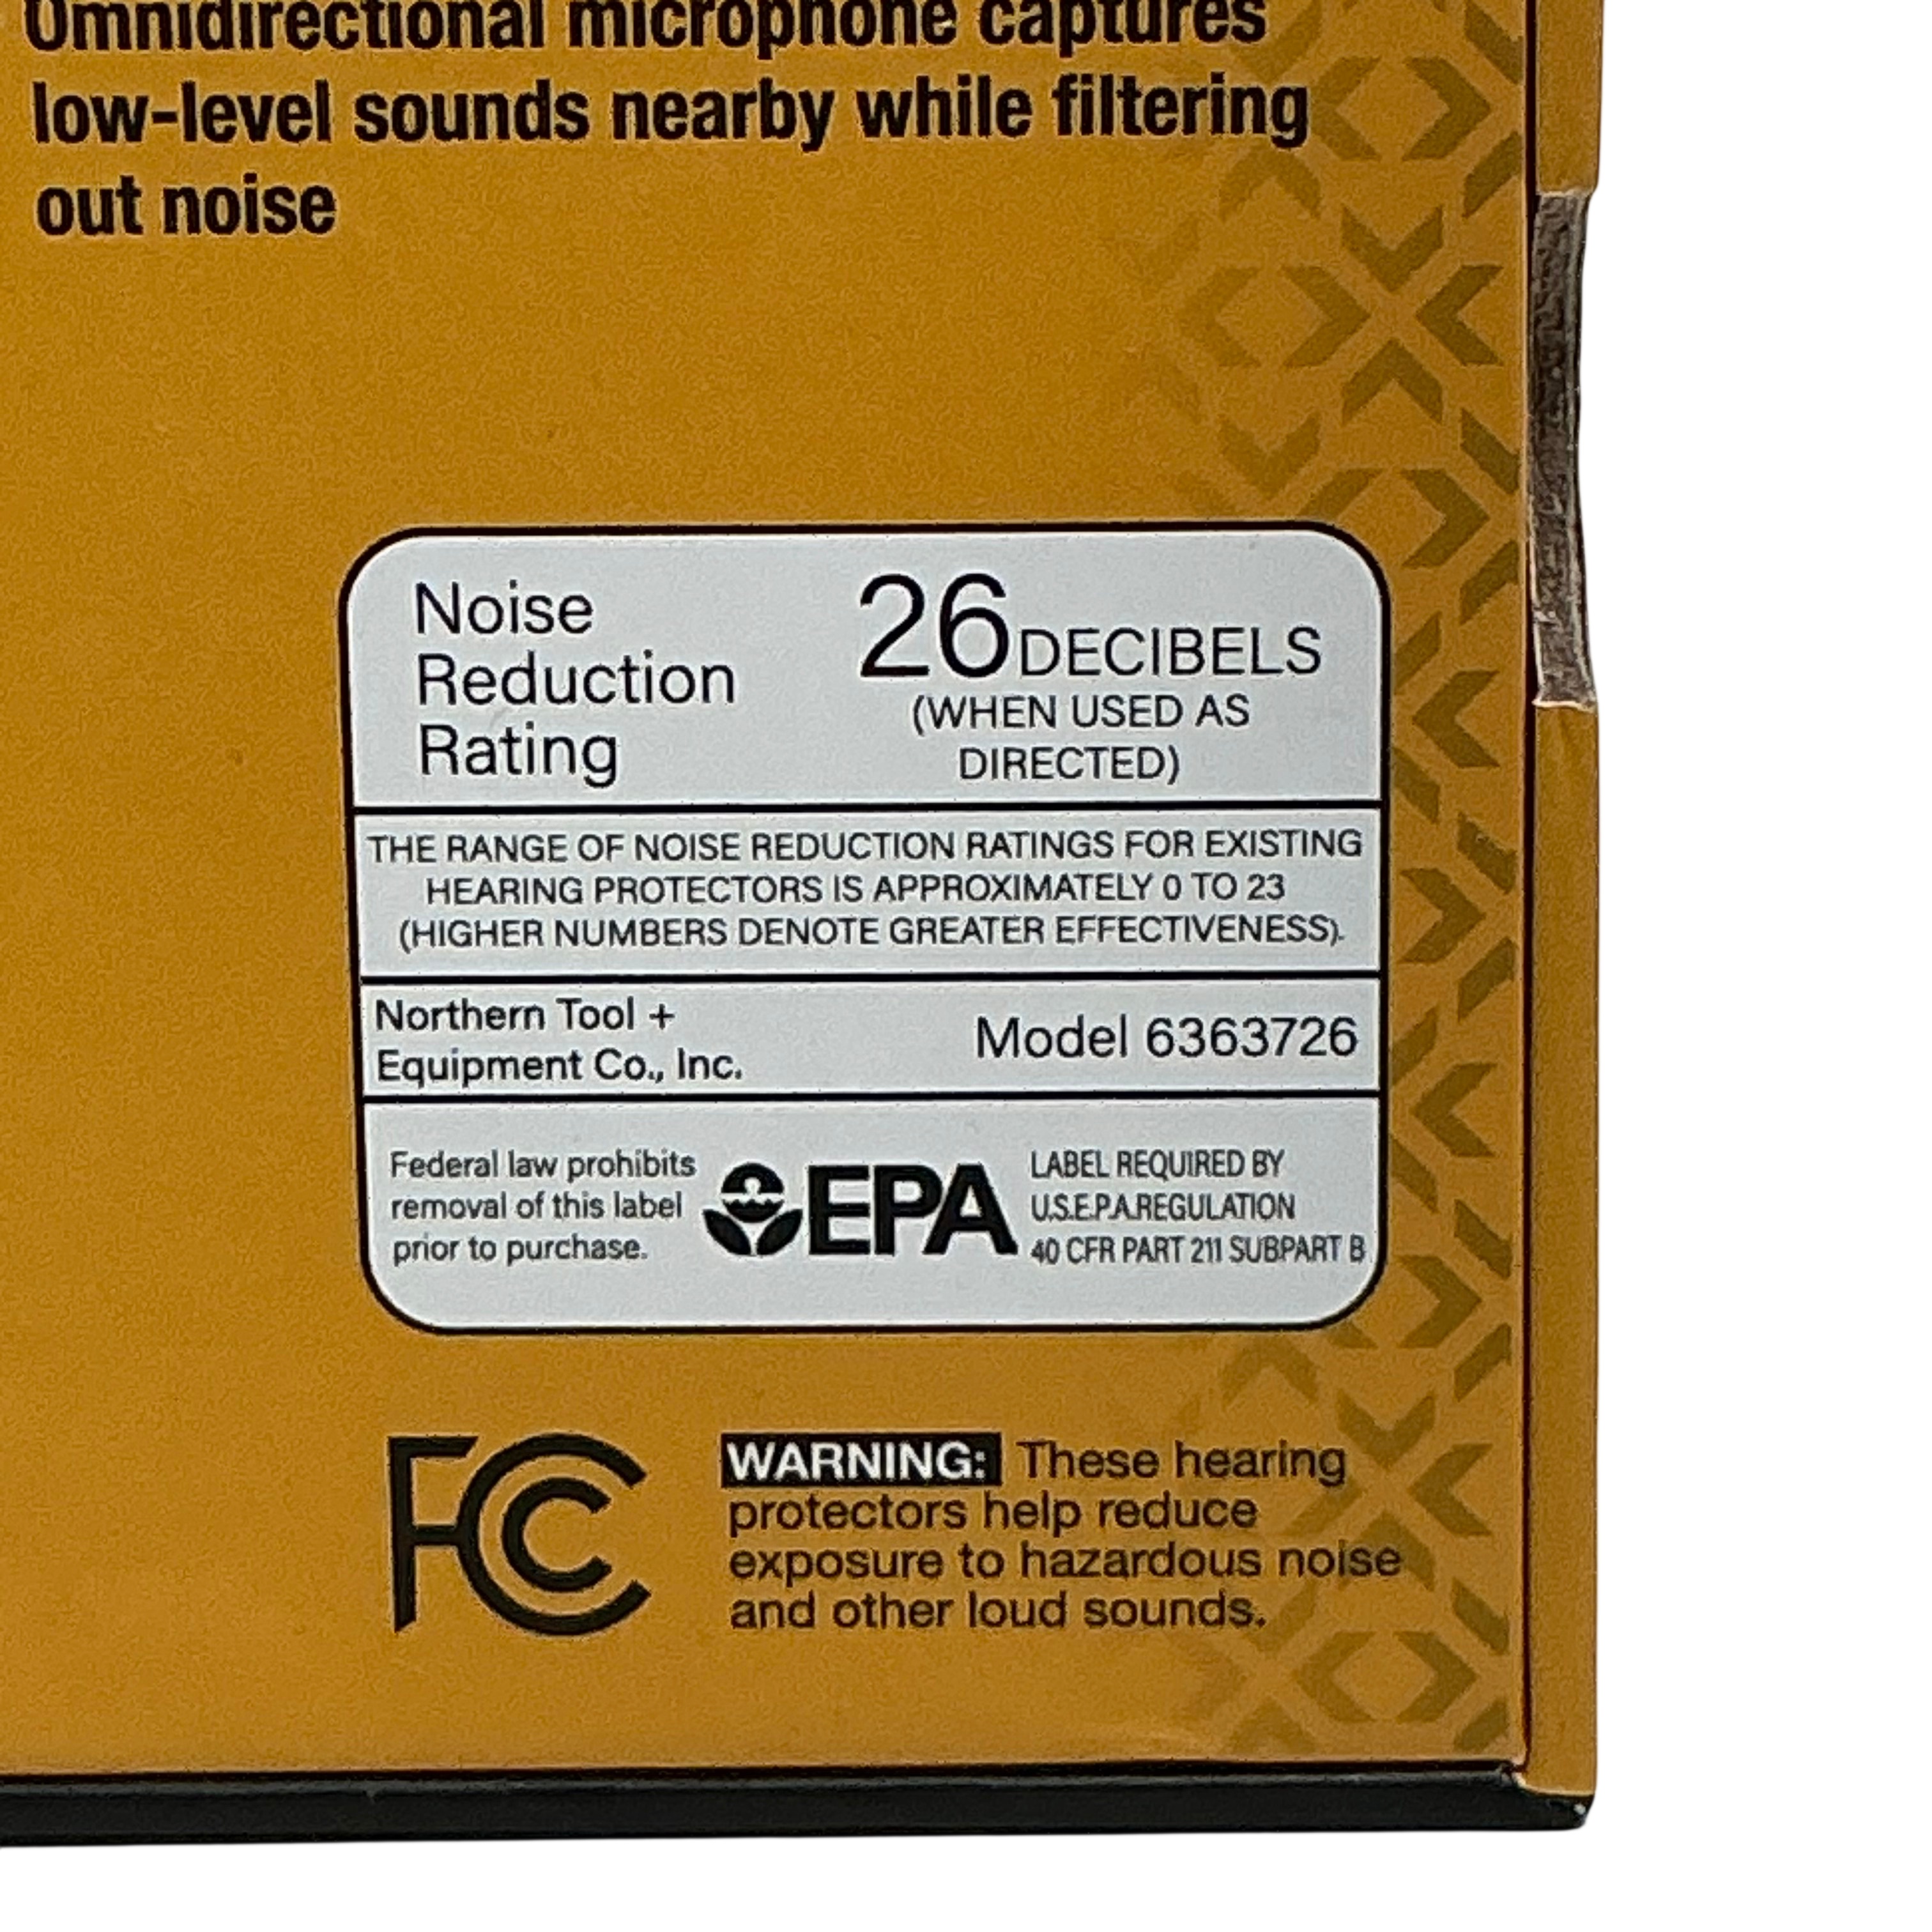 Omnidirectional microphone captures
low-level sounds nearby while filtering
out noise
Noise
Reduction
Rating
26 DECIBELS
(WHEN USED AS
DIRECTED)
THE RANGE OF NOISE REDUCTION RATINGS FOR EXISTING
HEARING PROTECTORS IS APPROXIMATELY 0 TO 23
(HIGHER NUMBERS DENOTE GREATER EFFECTIVENESS).
Northern Tool +
Equipment Co., Inc.
Model 6363726
Federal law prohibits
removal of this label
prior to purchase.
EPA
LABEL REQUIRED BY
U.S.E.P.A.REGULATION
40 CFR PART 211 SUBPART B
FC
WARNING: These hearing
protectors help reduce
exposure to hazardous noise
and other loud sounds.